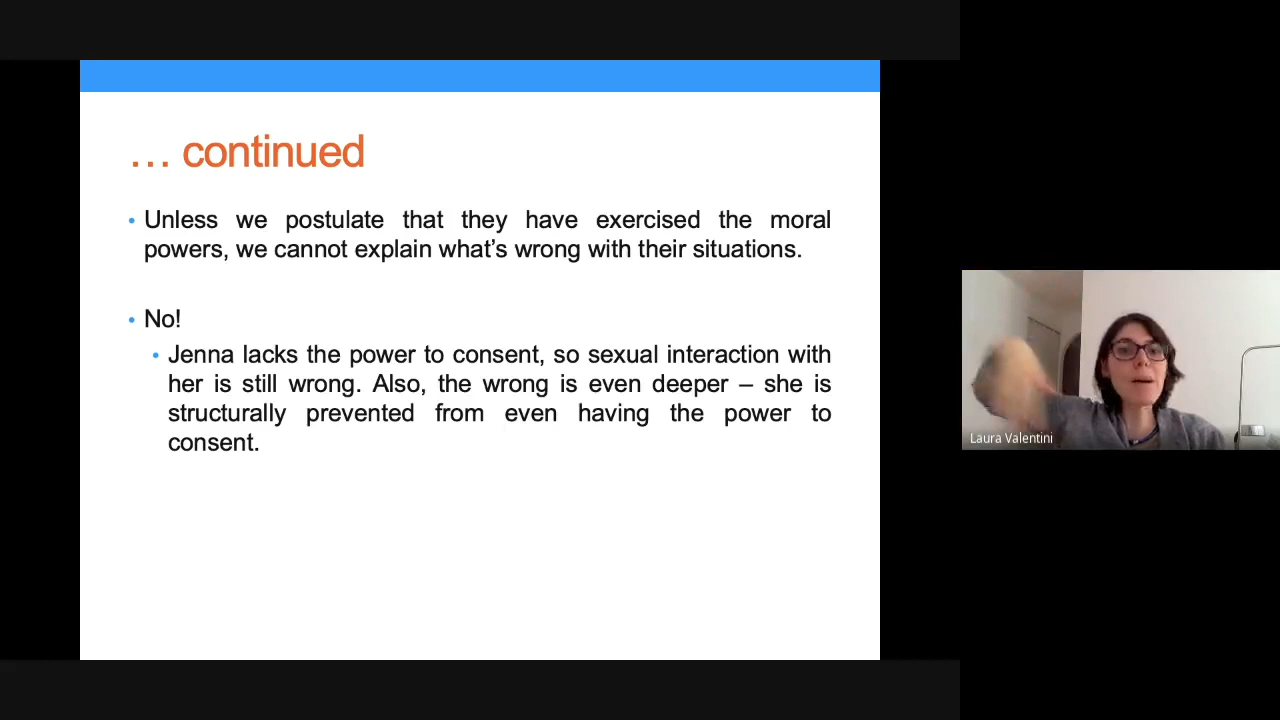 … continued
• Unless we postulate that they have exercised the moral
powers, we cannot explain what’s wrong with their situations.
• No!
• Jenna lacks the power to consent, so sexual interaction with
her is still wrong. Also, the wrong is even deeper – she is
structurally prevented from even having the power to
consent.
Laura Valentini